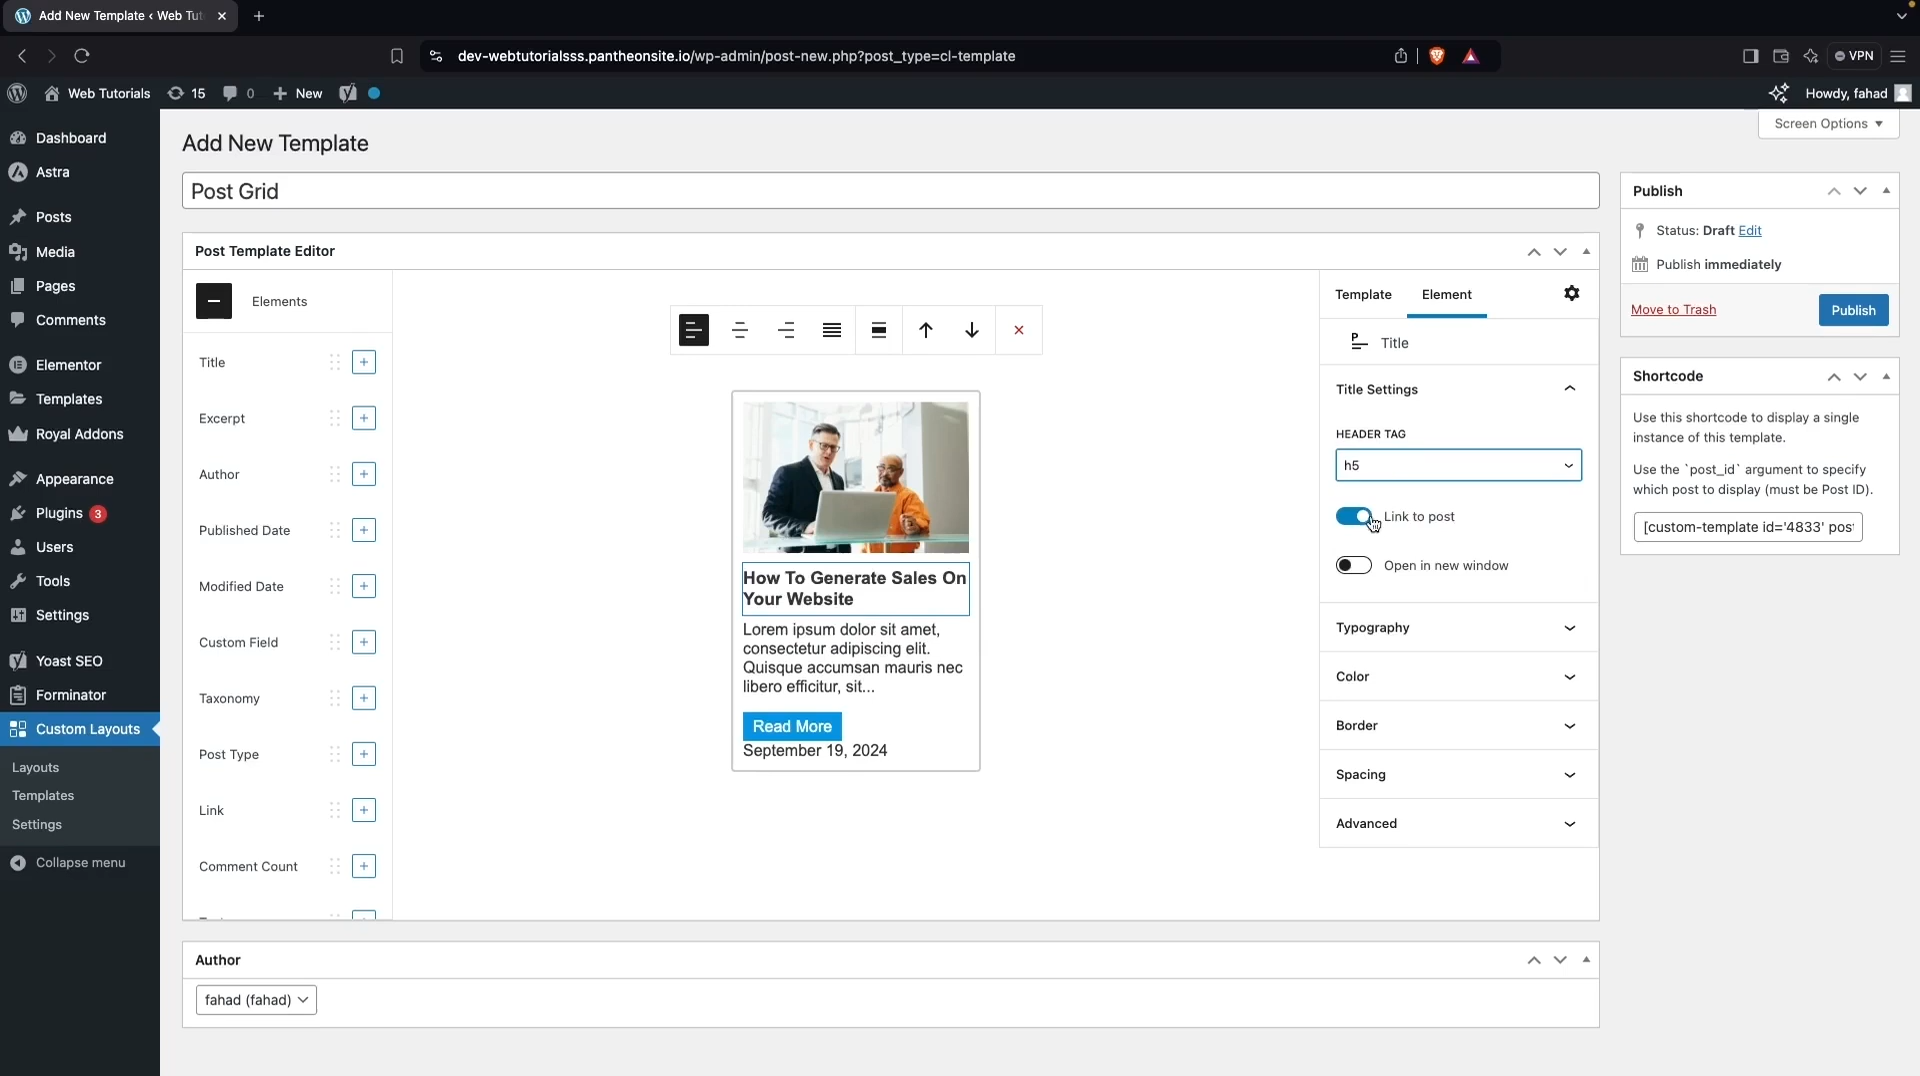 Add New Template ‹ Web Tut
dev-webtutorialsss.pantheonsite.io/wp-admin/post-new.php?post_type=cl-template
VPN
Web Tutorials
15
0
New
Howdy, fahad
Screen Options
Dashboard
Astra
Posts
Media
Pages
Comments
Elementor
Templates
Royal Addons
Appearance
Plugins 3
Users
Tools
Settings
Yoast SEO
Forminator
Custom Layouts
Layouts
Templates
Settings
Collapse menu
Add New Template
Post Grid
Post Template Editor
Elements
Title
Excerpt
Author
Published Date
Modified Date
Custom Field
Taxonomy
Post Type
Link
Comment Count
How To Generate Sales On
Your Website
Lorem ipsum dolor sit amet,
consectetur adipiscing elit.
Quisque accumsan mauris nec
libero efficitur, sit...
Read More
September 19, 2024
Template
Element
Title
Title Settings
HEADER TAG
h5
Link to post
Open in new window
Typography
Color
Border
Spacing
Advanced
Author
fahad (fahad)
Publish
Status: Draft Edit
Publish immediately
Move to Trash
Publish
Shortcode
Use this shortcode to display a single
instance of this template.
Use the `post_id` argument to specify
which post to display (must be Post ID).
[custom-template id='4833' pos